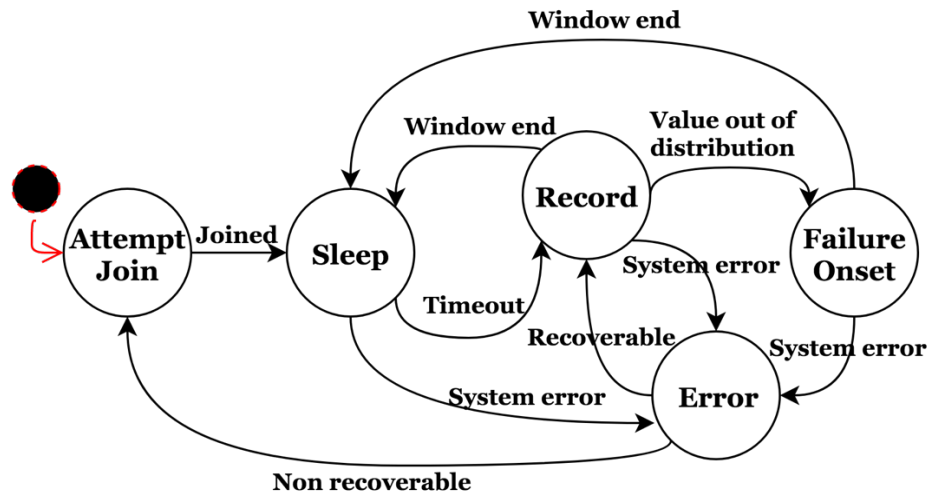 Window end
Window end
Value out of
distribution
Record
Attempt
Join
Joined
Sleep
Failure
Onset
System error
Timeout
Recoverable
System error
System error
Error
Non recoverable